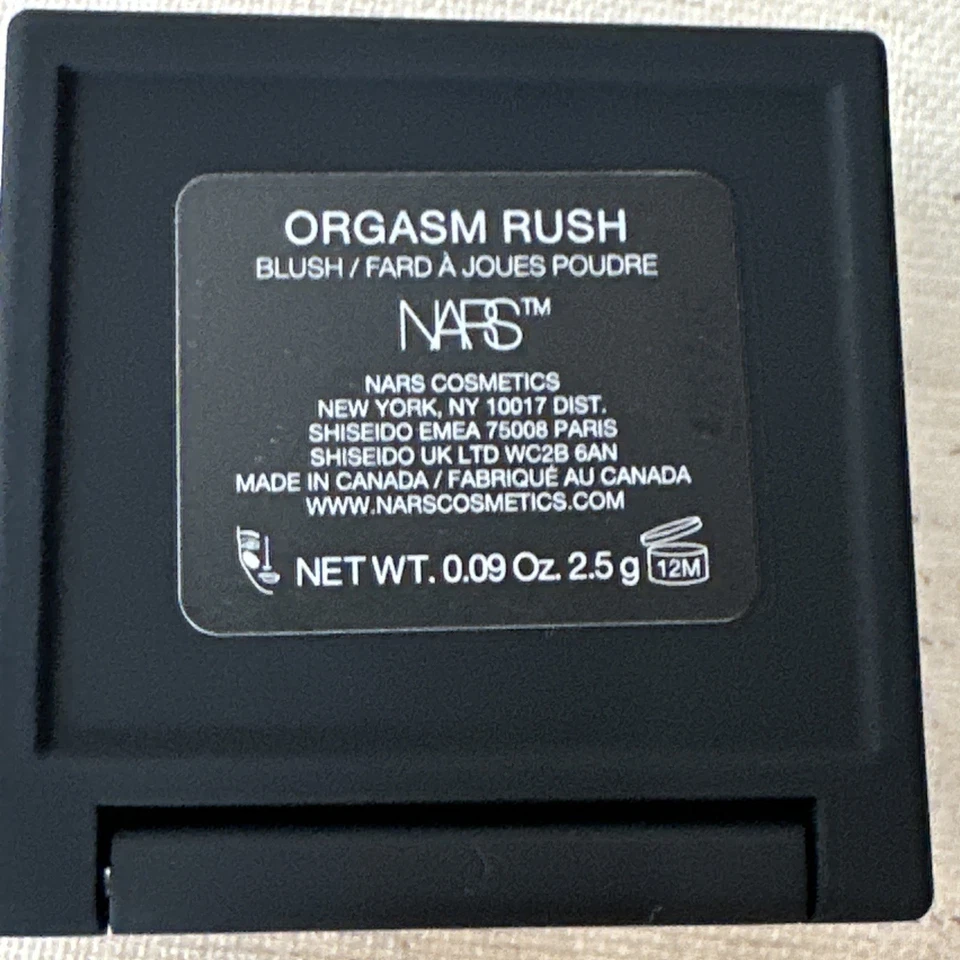 ORGASM RUSH
BLUSH / FARD À JOUES POUDRE
NARS™
NARS COSMETICS
NEW YORK, NY 10017 DIST.
SHISEIDO EMEA 75008 PARIS
SHISEIDO UK LTD WC2B 6AN
MADE IN CANADA / FABRIQUÉ AU CANADA
WWW.NARSCOSMETICS.COM
NET WT. 0.09 Oz. 2.5 g 12M